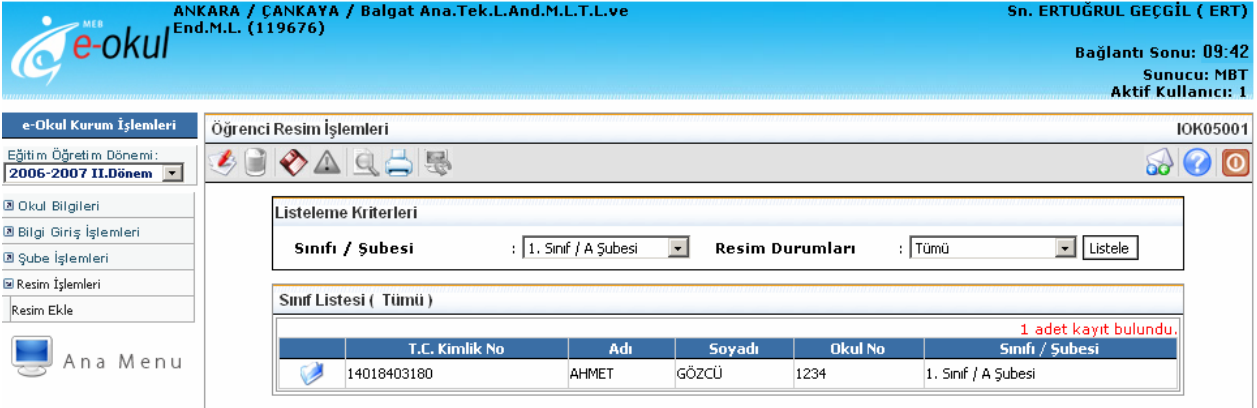 ANKARA / ÇANKAYA / Balgat Ana.Tek.L.And.M.L.T.L.ve
End.M.L. (119676)
MEB
e-okul
Sn. ERTUĞRUL GEÇGİL ( ERT)
Bağlantı Sonu: 09:42
Sunucu: MBT
Aktif Kullanıcı: 1
e-Okul Kurum İşlemleri
Eğitim Öğretim Dönemi:
2006-2007 II.Dönem
Okul Bilgileri
Bilgi Giriş İşlemleri
Şube İşlemleri
Resim İşlemleri
Resim Ekle
Ana Menu
Öğrenci Resim İşlemleri IOK05001
Listeleme Kriterleri
Sınıfı / Şubesi : 1. Sınıf / A Şubesi Resim Durumları : Tümü Listele
Sınıf Listesi ( Tümü )
1 adet kayıt bulundu.
T.C. Kimlik No Adı Soyadı Okul No Sınıfı / Şubesi
14018403180 AHMET GÖZCÜ 1234 1. Sınıf / A Şubesi